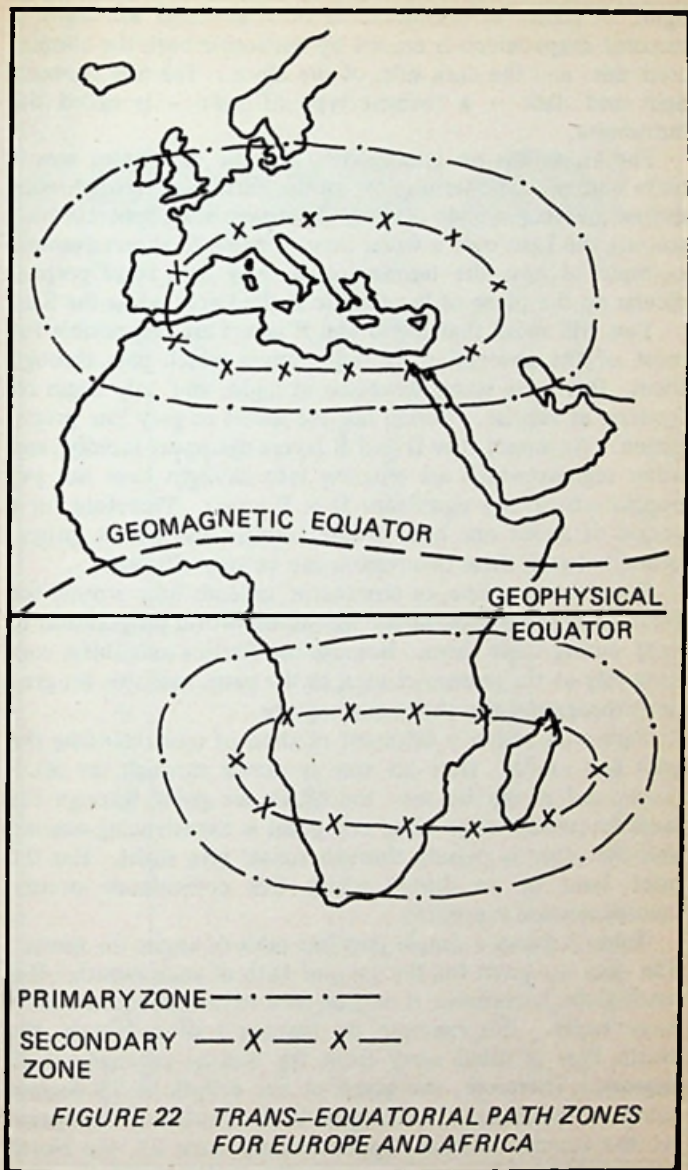 GEOMAGNETIC EQUATOR
GEOPHYSICAL
EQUATOR
PRIMARY ZONE
SECONDARY
ZONE
FIGURE 22 TRANS-EQUATORIAL PATH ZONES
FOR EUROPE AND AFRICA